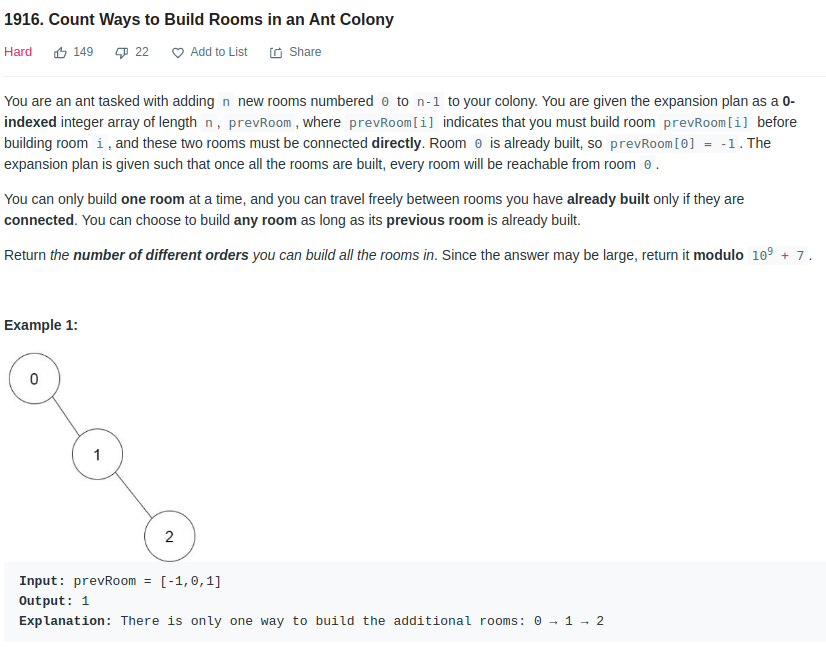 1916. Count Ways to Build Rooms in an Ant Colony
Hard 149 22 Add to List Share
You are an ant tasked with adding n new rooms numbered 0 to n-1 to your colony. You are given the expansion plan as a 0-
indexed integer array of length n, prevRoom, where prevRoom[i] indicates that you must build room prevRoom[i] before
building room i, and these two rooms must be connected directly. Room 0 is already built, so prevRoom[0] = -1. The
expansion plan is given such that once all the rooms are built, every room will be reachable from room 0.
You can only build one room at a time, and you can travel freely between rooms you have already built only if they are
connected. You can choose to build any room as long as its previous room is already built.
Return the number of different orders you can build all the rooms in. Since the answer may be large, return it modulo 10⁹ + 7.
Example 1:
0
1
2
Input: prevRoom = [-1,0,1]
Output: 1
Explanation: There is only one way to build the additional rooms: 0 → 1 → 2